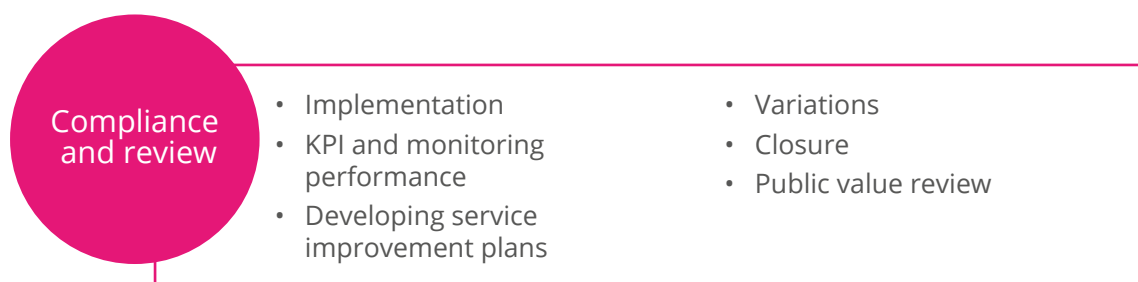 Compliance
and review
• Implementation
• KPI and monitoring
performance
• Developing service
improvement plans
• Variations
• Closure
• Public value review